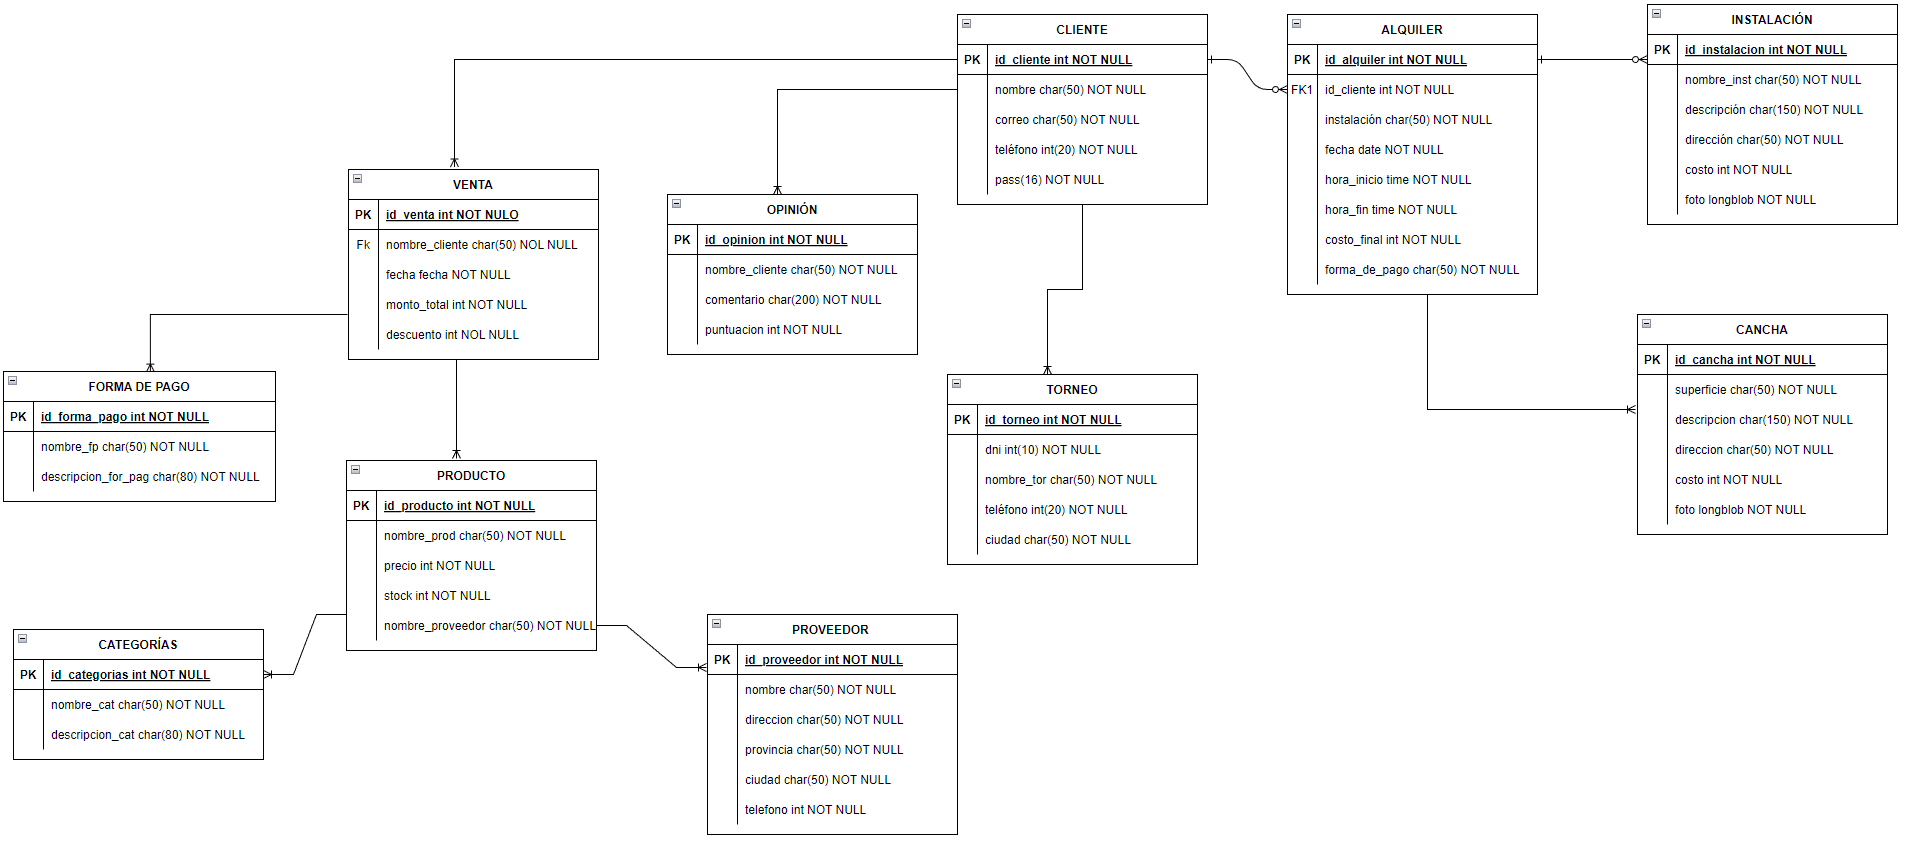 CLIENTE
PK id_cliente int NOT NULL
nombre char(50) NOT NULL
correo char(50) NOT NULL
teléfono int(20) NOT NULL
pass(16) NOT NULL
ALQUILER
PK id_alquiler int NOT NULL
FK1 id_cliente int NOT NULL
instalación char(50) NOT NULL
fecha date NOT NULL
hora_inicio time NOT NULL
hora_fin time NOT NULL
costo_final int NOT NULL
forma_de_pago char(50) NOT NULL
INSTALACIÓN
PK id_instalacion int NOT NULL
nombre_inst char(50) NOT NULL
descripción char(150) NOT NULL
dirección char(50) NOT NULL
costo int NOT NULL
foto longblob NOT NULL
VENTA
PK id_venta int NOT NULO
Fk nombre_cliente char(50) NOL NULL
fecha fecha NOT NULL
monto_total int NOT NULL
descuento int NOL NULL
OPINIÓN
PK id_opinion int NOT NULL
nombre_cliente char(50) NOT NULL
comentario char(200) NOT NULL
puntuacion int NOT NULL
CANCHA
PK id_cancha int NOT NULL
superficie char(50) NOT NULL
descripcion char(150) NOT NULL
direccion char(50) NOT NULL
costo int NOT NULL
foto longblob NOT NULL
FORMA DE PAGO
PK id_forma_pago int NOT NULL
nombre_fp char(50) NOT NULL
descripcion_for_pag char(80) NOT NULL
TORNEO
PK id_torneo int NOT NULL
dni int(10) NOT NULL
nombre_tor char(50) NOT NULL
teléfono int(20) NOT NULL
ciudad char(50) NOT NULL
PRODUCTO
PK id_producto int NOT NULL
nombre_prod char(50) NOT NULL
precio int NOT NULL
stock int NOT NULL
nombre_proveedor char(50) NOT NULL
CATEGORÍAS
PK id_categorias int NOT NULL
nombre_cat char(50) NOT NULL
descripcion_cat char(80) NOT NULL
PROVEEDOR
PK id_proveedor int NOT NULL
nombre char(50) NOT NULL
direccion char(50) NOT NULL
provincia char(50) NOT NULL
ciudad char(50) NOT NULL
telefono int NOT NULL